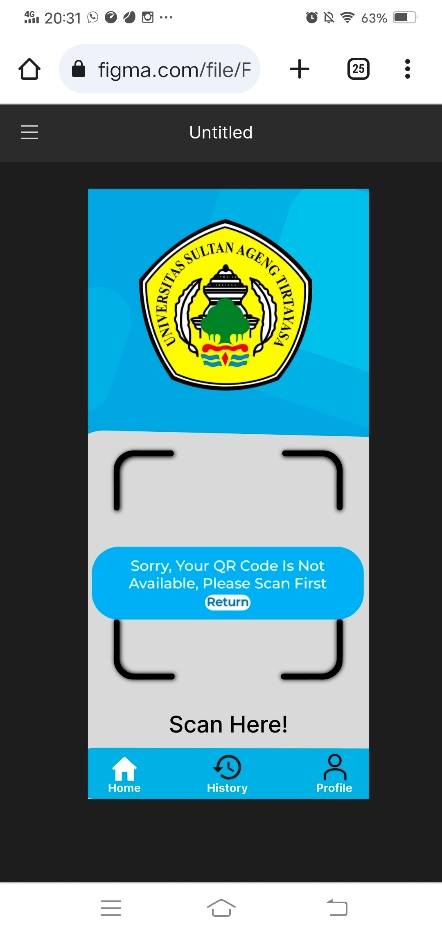 4G 20:31 63%
figma.com/file/F
25
Untitled
UNIVERSITAS SULTAN AGENG TIRTAYASA
Sorry, Your QR Code Is Not
Available, Please Scan First
Return
Scan Here!
Home History Profile